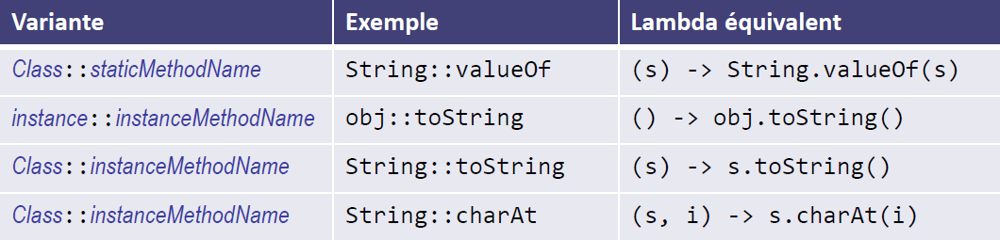 Variante Exemple Lambda équivalent
Class::staticMethodName String::valueOf (s) -> String.valueOf(s)
instance::instanceMethodName obj::toString () -> obj.toString()
Class::instanceMethodName String::toString (s) -> s.toString()
Class::instanceMethodName String::charAt (s, i) -> s.charAt(i)